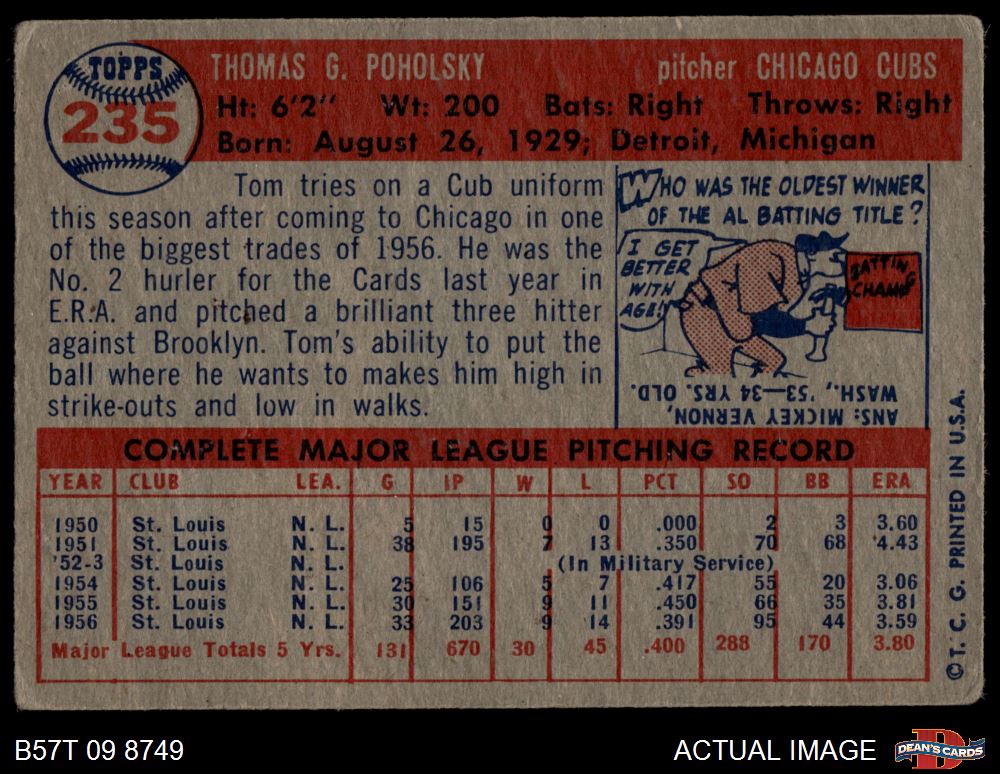 TOPPS
235
THOMAS G. POHOLSKY pitcher CHICAGO CUBS
Ht: 6'2" Wt: 200 Bats: Right Throws: Right
Born: August 26, 1929; Detroit, Michigan
Tom tries on a Cub uniform
this season after coming to Chicago in one
of the biggest trades of 1956. He was the
No. 2 hurler for the Cards last year in
E.R.A. and pitched a brilliant three hitter
against Brooklyn. Tom's ability to put the
ball where he wants to makes him high in
strike-outs and low in walks.
WHO WAS THE OLDEST WINNER
OF THE AL BATTING TITLE?
I GET
BETTER
WITH
AGE!!
BATTIN
CHAMP
ANS: MICKEY VERNON,
WASH., '53—34 YRS. OLD.
COMPLETE MAJOR LEAGUE PITCHING RECORD
YEAR CLUB LEA. G IP W L PCT SO BB ERA
1950 St. Louis N. L. 5 15 0 0 .000 2 3 3.60
1951 St. Louis N. L. 38 195 7 13 .350 70 68 4.43
'52-3 St. Louis N. L. (In Military Service)
1954 St. Louis N. L. 25 106 5 7 .417 55 20 3.06
1955 St. Louis N. L. 30 151 9 11 .450 66 35 3.81
1956 St. Louis N. L. 33 203 9 14 .391 95 44 3.59
Major League Totals 5 Yrs. 131 670 30 45 .400 288 170 3.80
© T. C. G. PRINTED IN U.S.A.
B57T 09 8749 ACTUAL IMAGE
DEAN'S CARDS